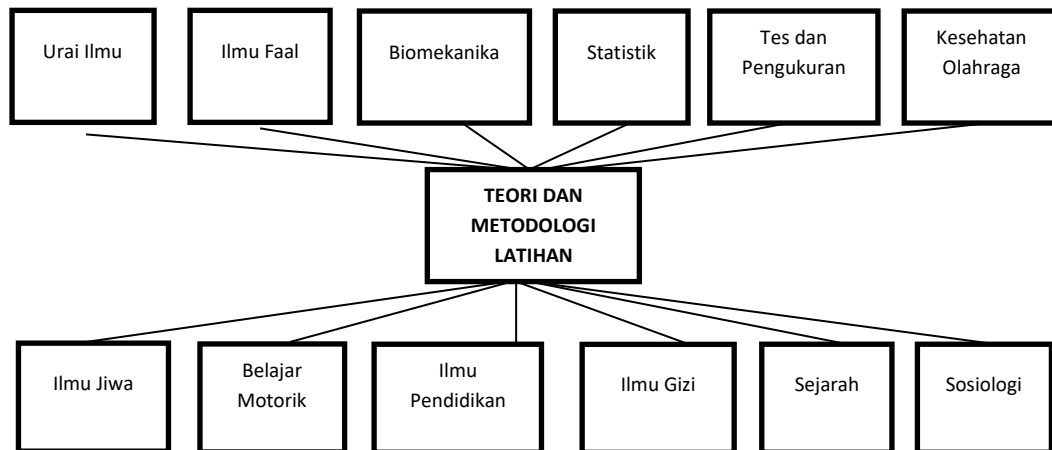 Urai Ilmu
Ilmu Faal
Biomekanika
Statistik
Tes dan
Pengukuran
Kesehatan
Olahraga
TEORI DAN
METODOLOGI
LATIHAN
Ilmu Jiwa
Belajar
Motorik
Ilmu
Pendidikan
Ilmu Gizi
Sejarah
Sosiologi